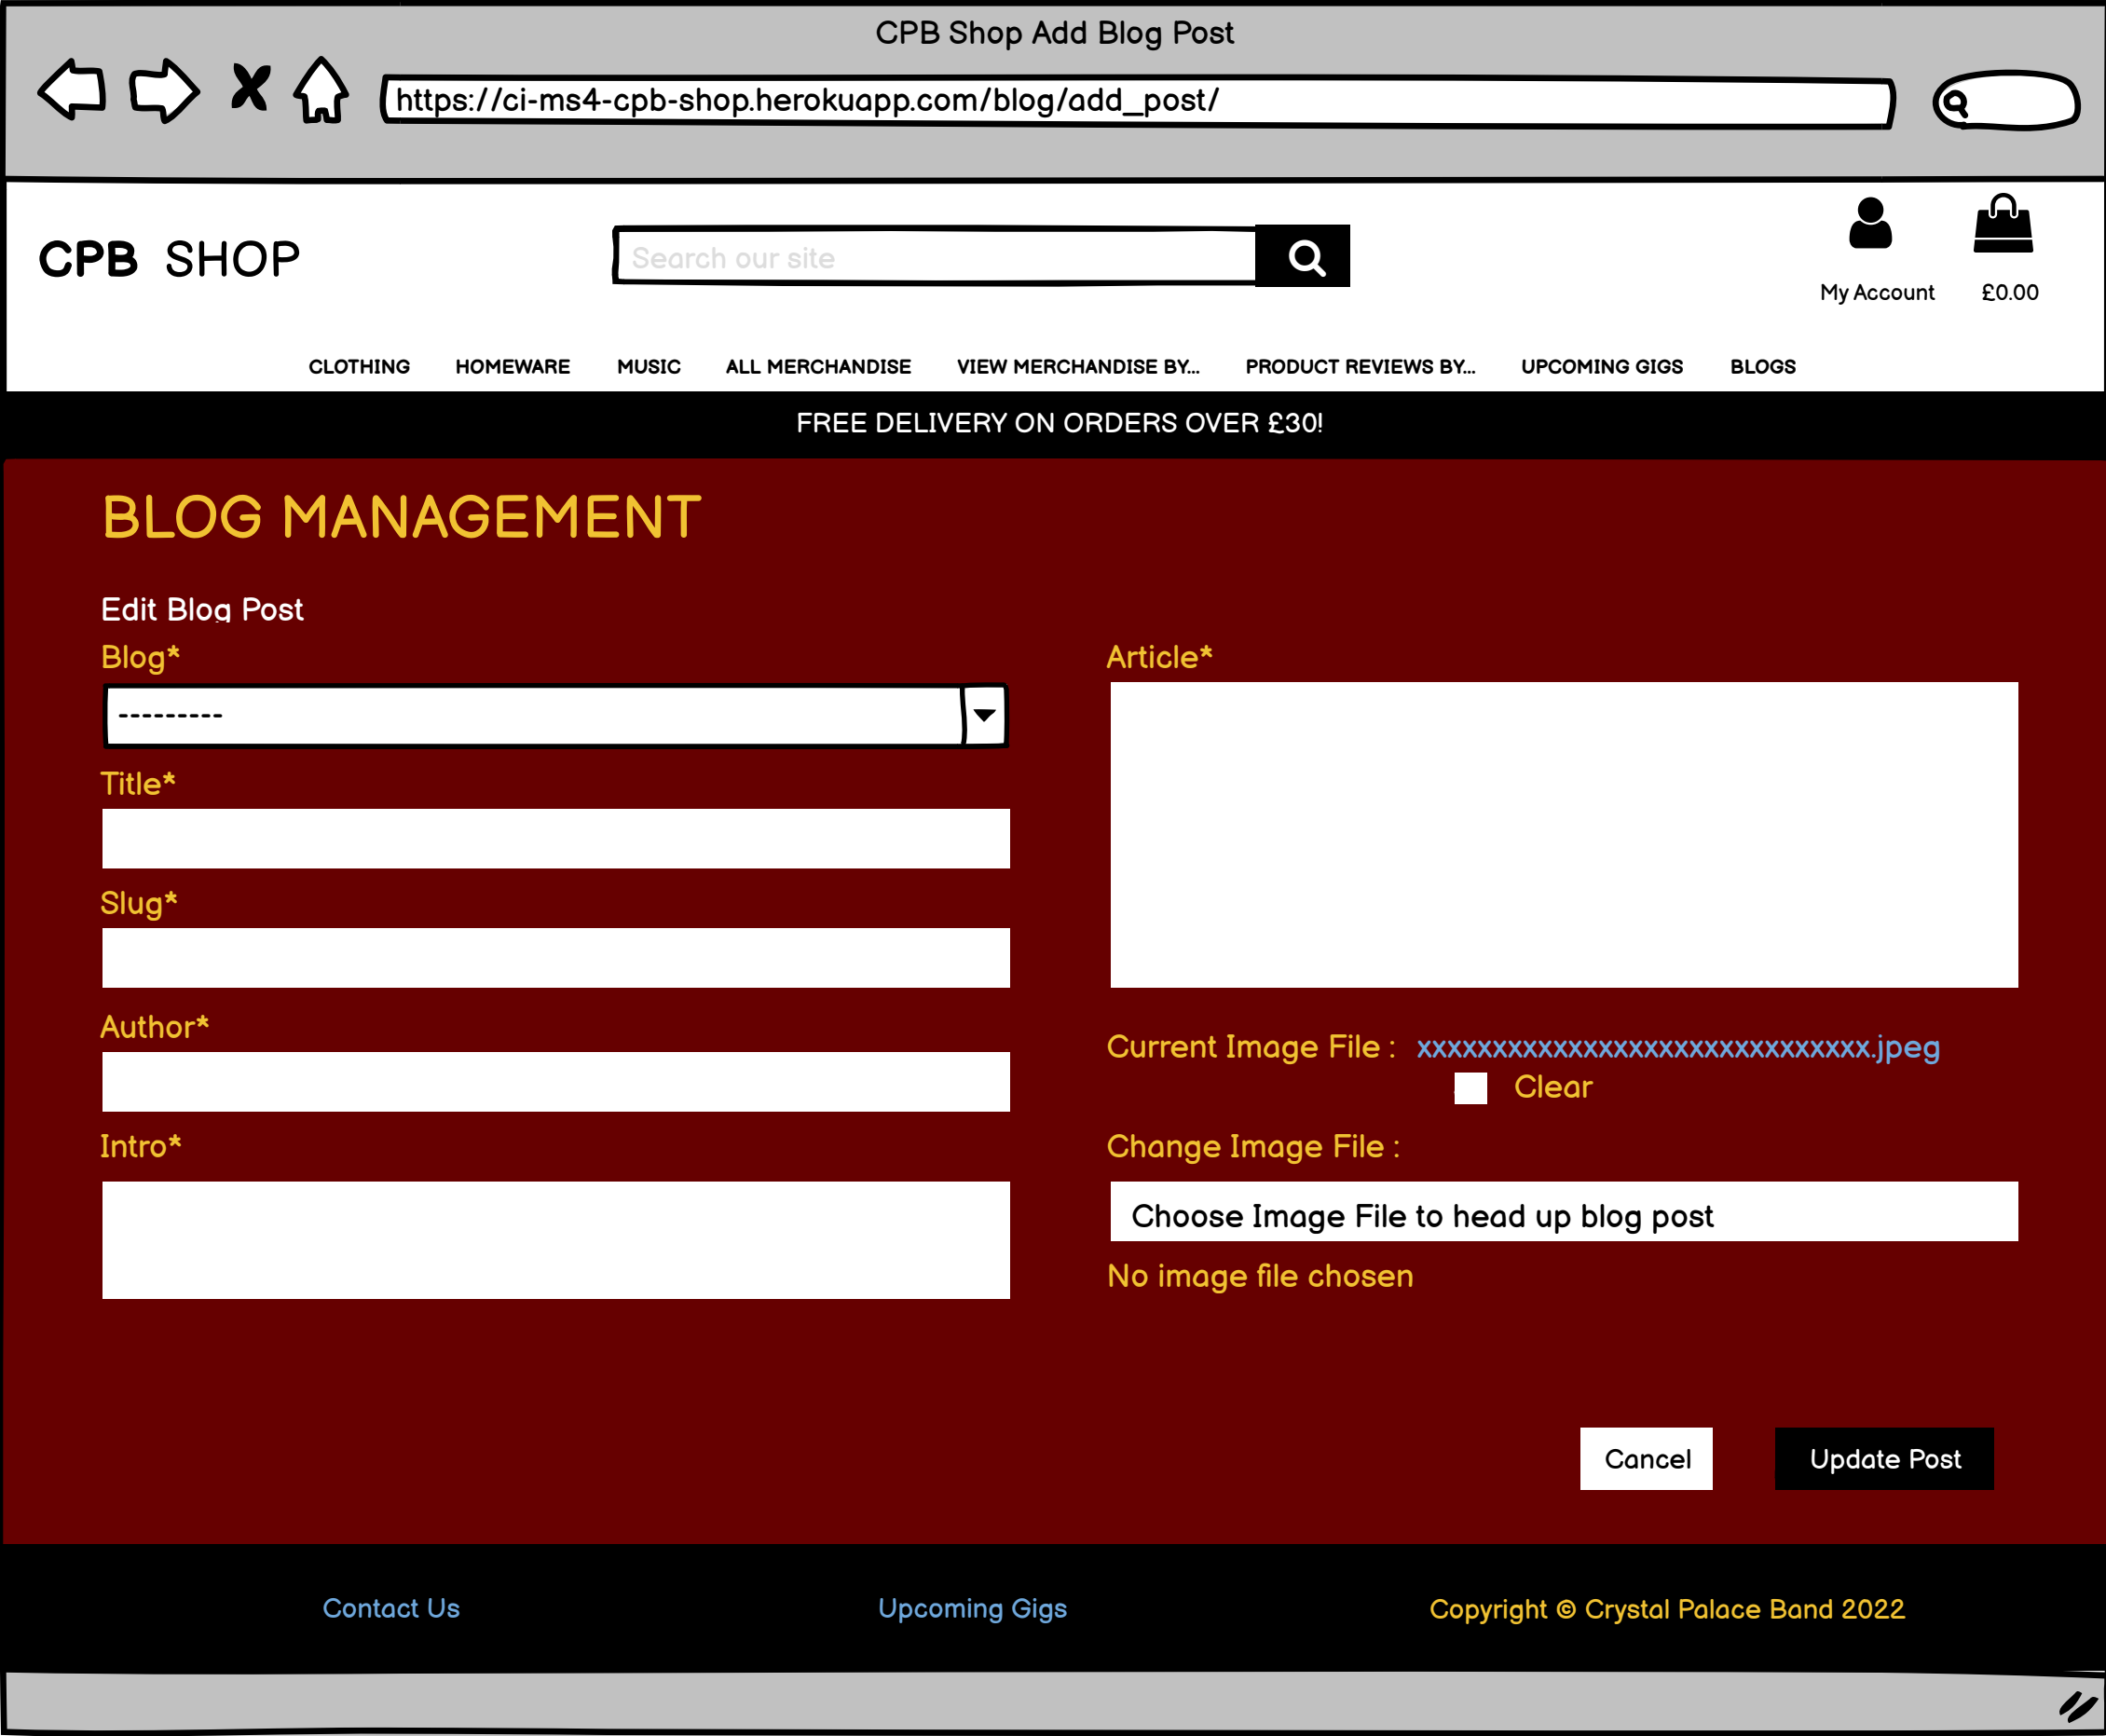 CPB Shop Add Blog Post
https://ci-ms4-cpb-shop.herokuapp.com/blog/add_post/
CPB SHOP
Search our site
My Account £0.00
CLOTHING HOMEWARE MUSIC ALL MERCHANDISE VIEW MERCHANDISE BY... PRODUCT REVIEWS BY... UPCOMING GIGS BLOGS
FREE DELIVERY ON ORDERS OVER £30!
BLOG MANAGEMENT
Edit Blog Post
Blog*
---------
Title*
Slug*
Author*
Intro*
Article*
Current Image File : xxxxxxxxxxxxxxxxxxxxxxxxxxxxxx.jpeg
Clear
Change Image File :
Choose Image File to head up blog post
No image file chosen
Cancel Update Post
Contact Us Upcoming Gigs Copyright © Crystal Palace Band 2022